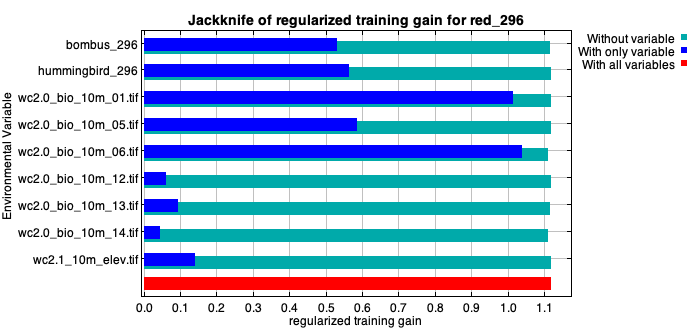 Jackknife of regularized training gain for red_296
Without variable
With only variable
With all variables
Environmental Variable
bombus_296
hummingbird_296
wc2.0_bio_10m_01.tif
wc2.0_bio_10m_05.tif
wc2.0_bio_10m_06.tif
wc2.0_bio_10m_12.tif
wc2.0_bio_10m_13.tif
wc2.0_bio_10m_14.tif
wc2.1_10m_elev.tif
0.0 0.1 0.2 0.3 0.4 0.5 0.6 0.7 0.8 0.9 1.0 1.1
regularized training gain